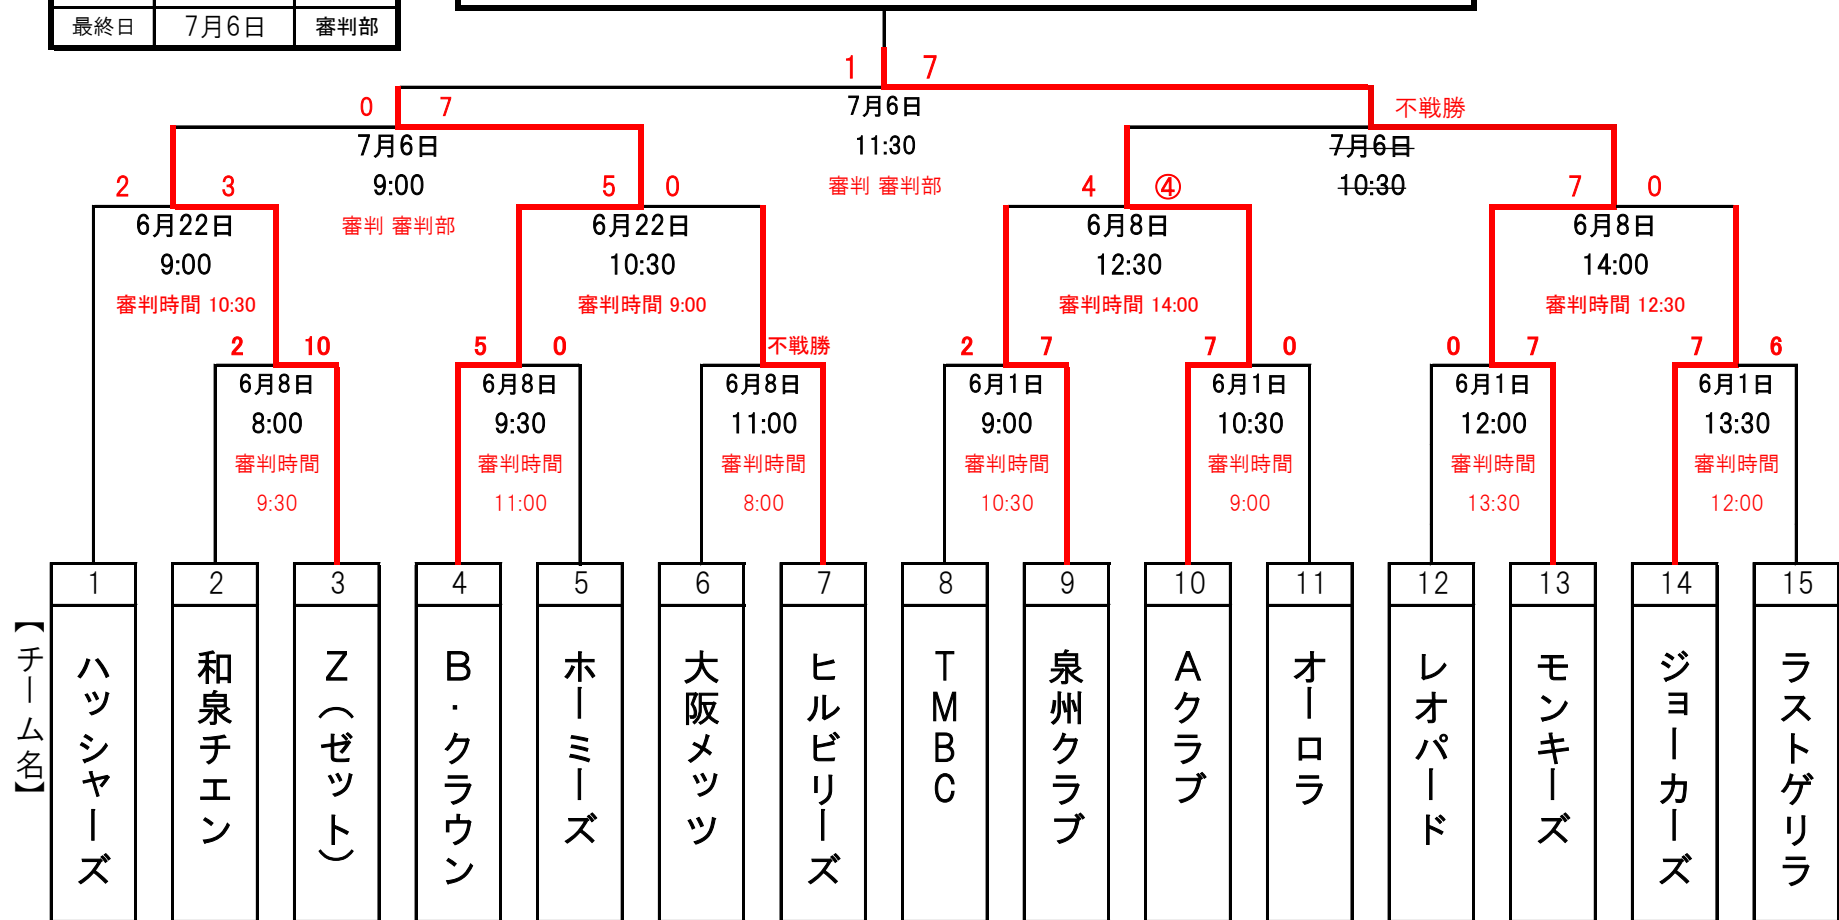 最終日 7月6日 審判部
1 7
0 7 7月6日 不戦勝
7月6日 11:30 7月6日
2 3 9:00 5 0 審判 審判部 4 ④ 10:30 7 0
6月22日 審判 審判部 6月22日 6月8日 6月8日
9:00 10:30 12:30 14:00
審判時間 10:30 審判時間 9:00 審判時間 14:00 審判時間 12:30
2 10 5 0 不戦勝 2 7 7 0 0 7 7 6
6月8日 6月8日 6月8日 6月1日 6月1日 6月1日 6月1日
8:00 9:30 11:00 9:00 10:30 12:00 13:30
審判時間 審判時間 審判時間 審判時間 審判時間 審判時間 審判時間
9:30 11:00 8:00 10:30 9:00 13:30 12:00
1 2 3 4 5 6 7 8 9 10 11 12 13 14 15
【チーム名】
ハッシャーズ
和泉チエン
Z(ゼット)
B・クラウン
ホーミーズ
大阪メッツ
ヒルビリーズ
TMBC
泉州クラブ
Aクラブ
オーロラ
レオパード
モンキーズ
ジョーカーズ
ラストゲリラ